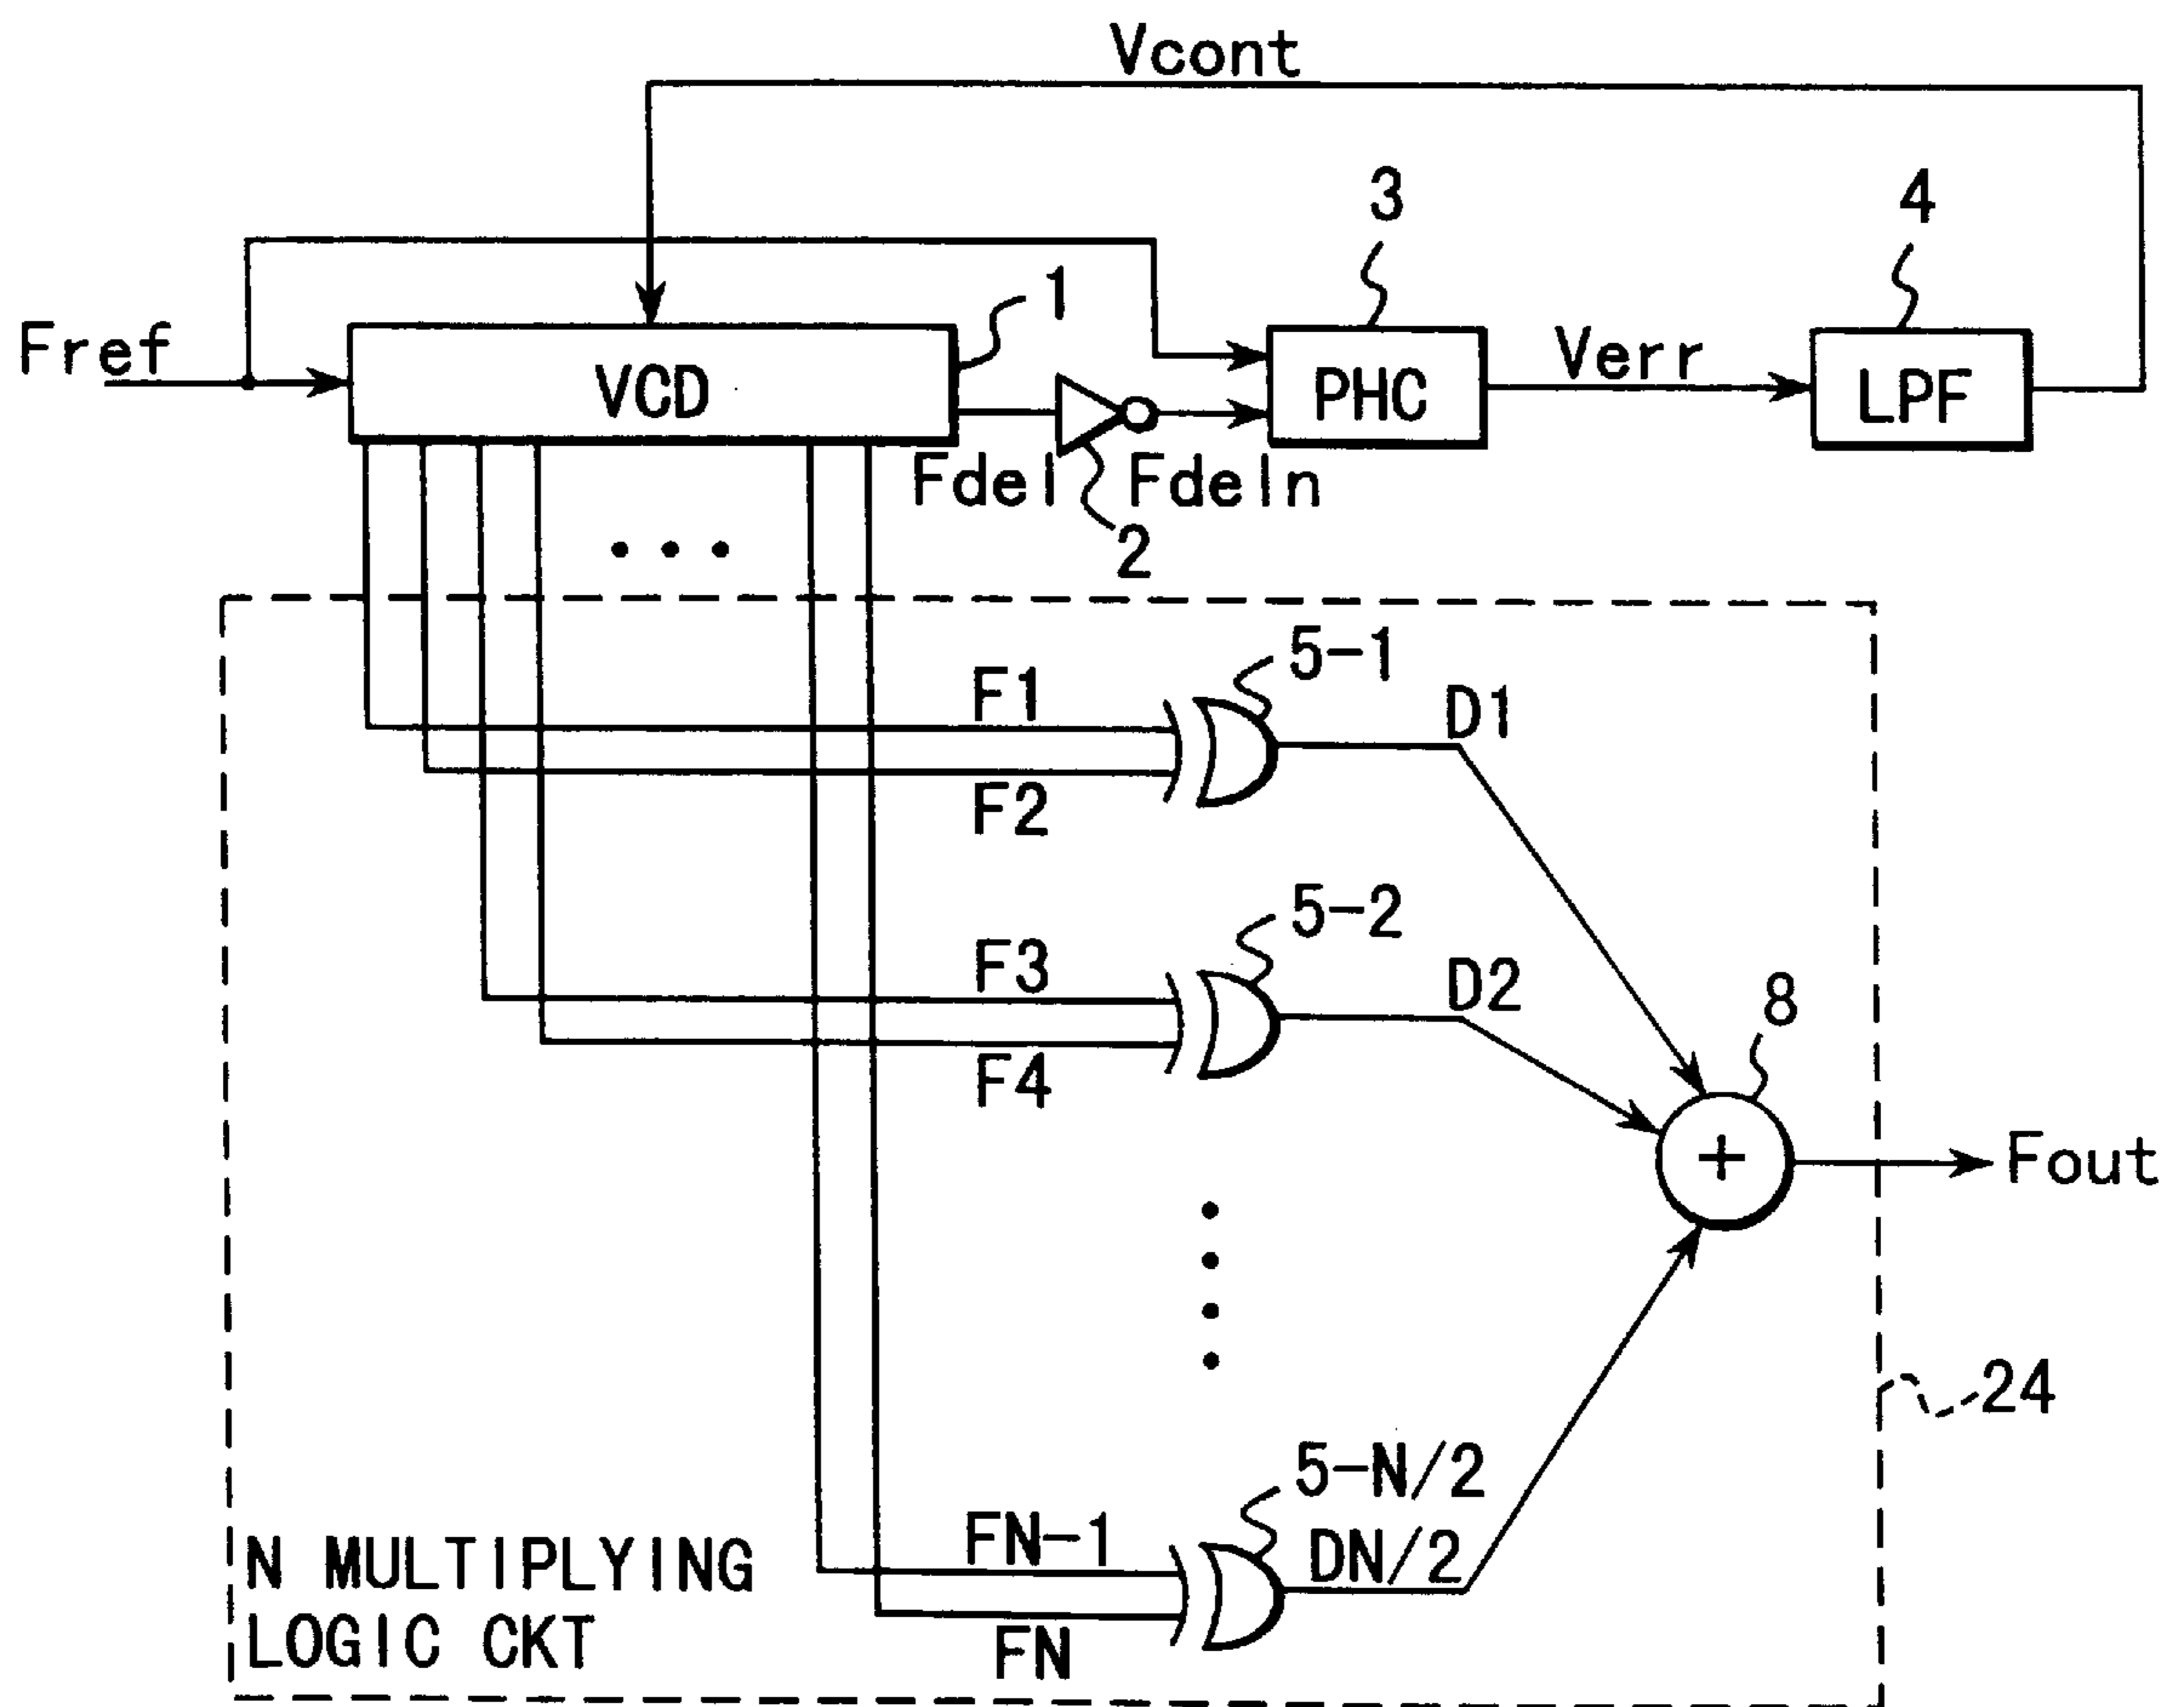 Vcont
3
4
1
Fref
VCD
PHC
Verr
LPF
Fdel
Fdeln
2
5-1
F1
D1
F2
5-2
F3
D2
8
F4
Fout
24
5-N/2
FN-1
DN/2
N MULTIPLYING
LOGIC CKT
FN